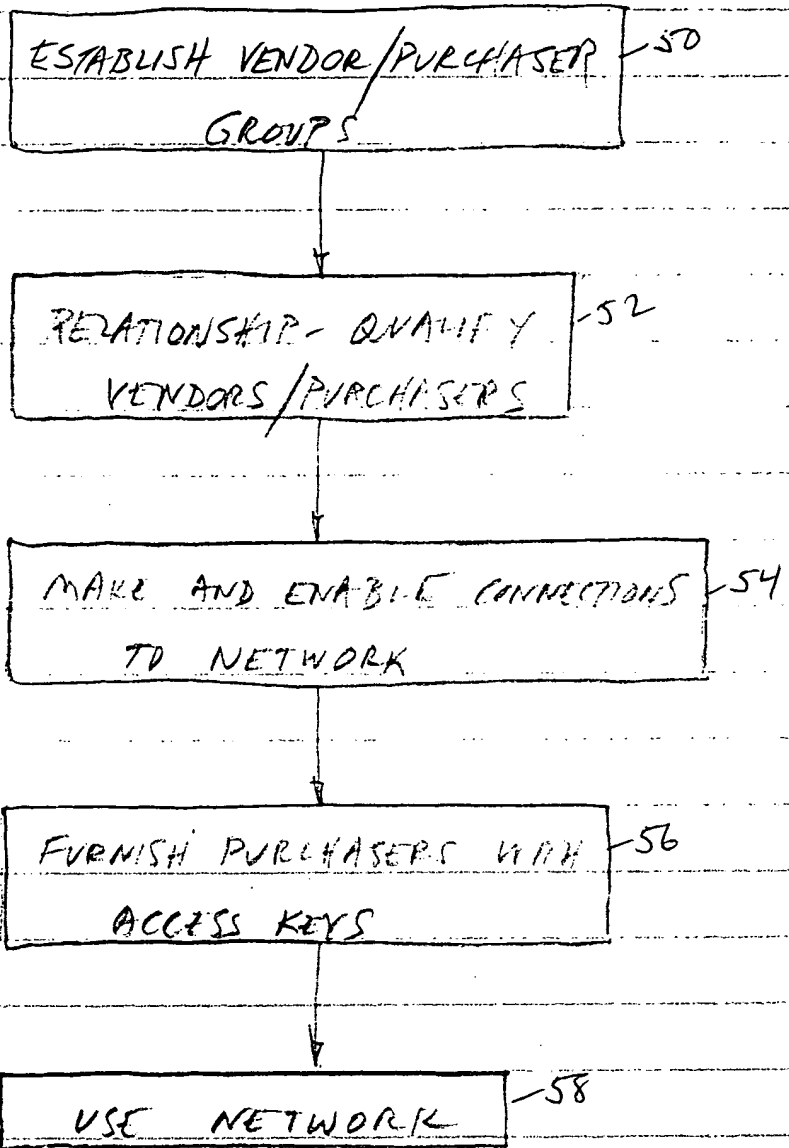 ESTABLISH VENDOR/PURCHASER 50
GROUPS
RELATIONSHIP- QUALIFY 52
VENDORS/PURCHASERS
MAKE AND ENABLE CONNECTIONS 54
TO NETWORK
FURNISH PURCHASERS WITH 56
ACCESS KEYS
USE NETWORK 58